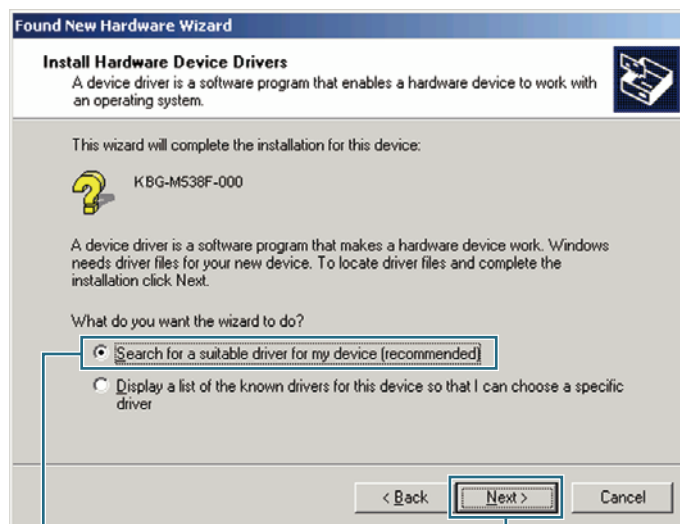 Found New Hardware Wizard
Install Hardware Device Drivers
A device driver is a software program that enables a hardware device to work with
an operating system.
This wizard will complete the installation for this device:
KBG-M538F-000
A device driver is a software program that makes a hardware device work. Windows
needs driver files for your new device. To locate driver files and complete the
installation click Next.
What do you want the wizard to do?
Search for a suitable driver for my device (recommended)
Display a list of the known drivers for this device so that I can choose a specific
driver
< Back
Next >
Cancel